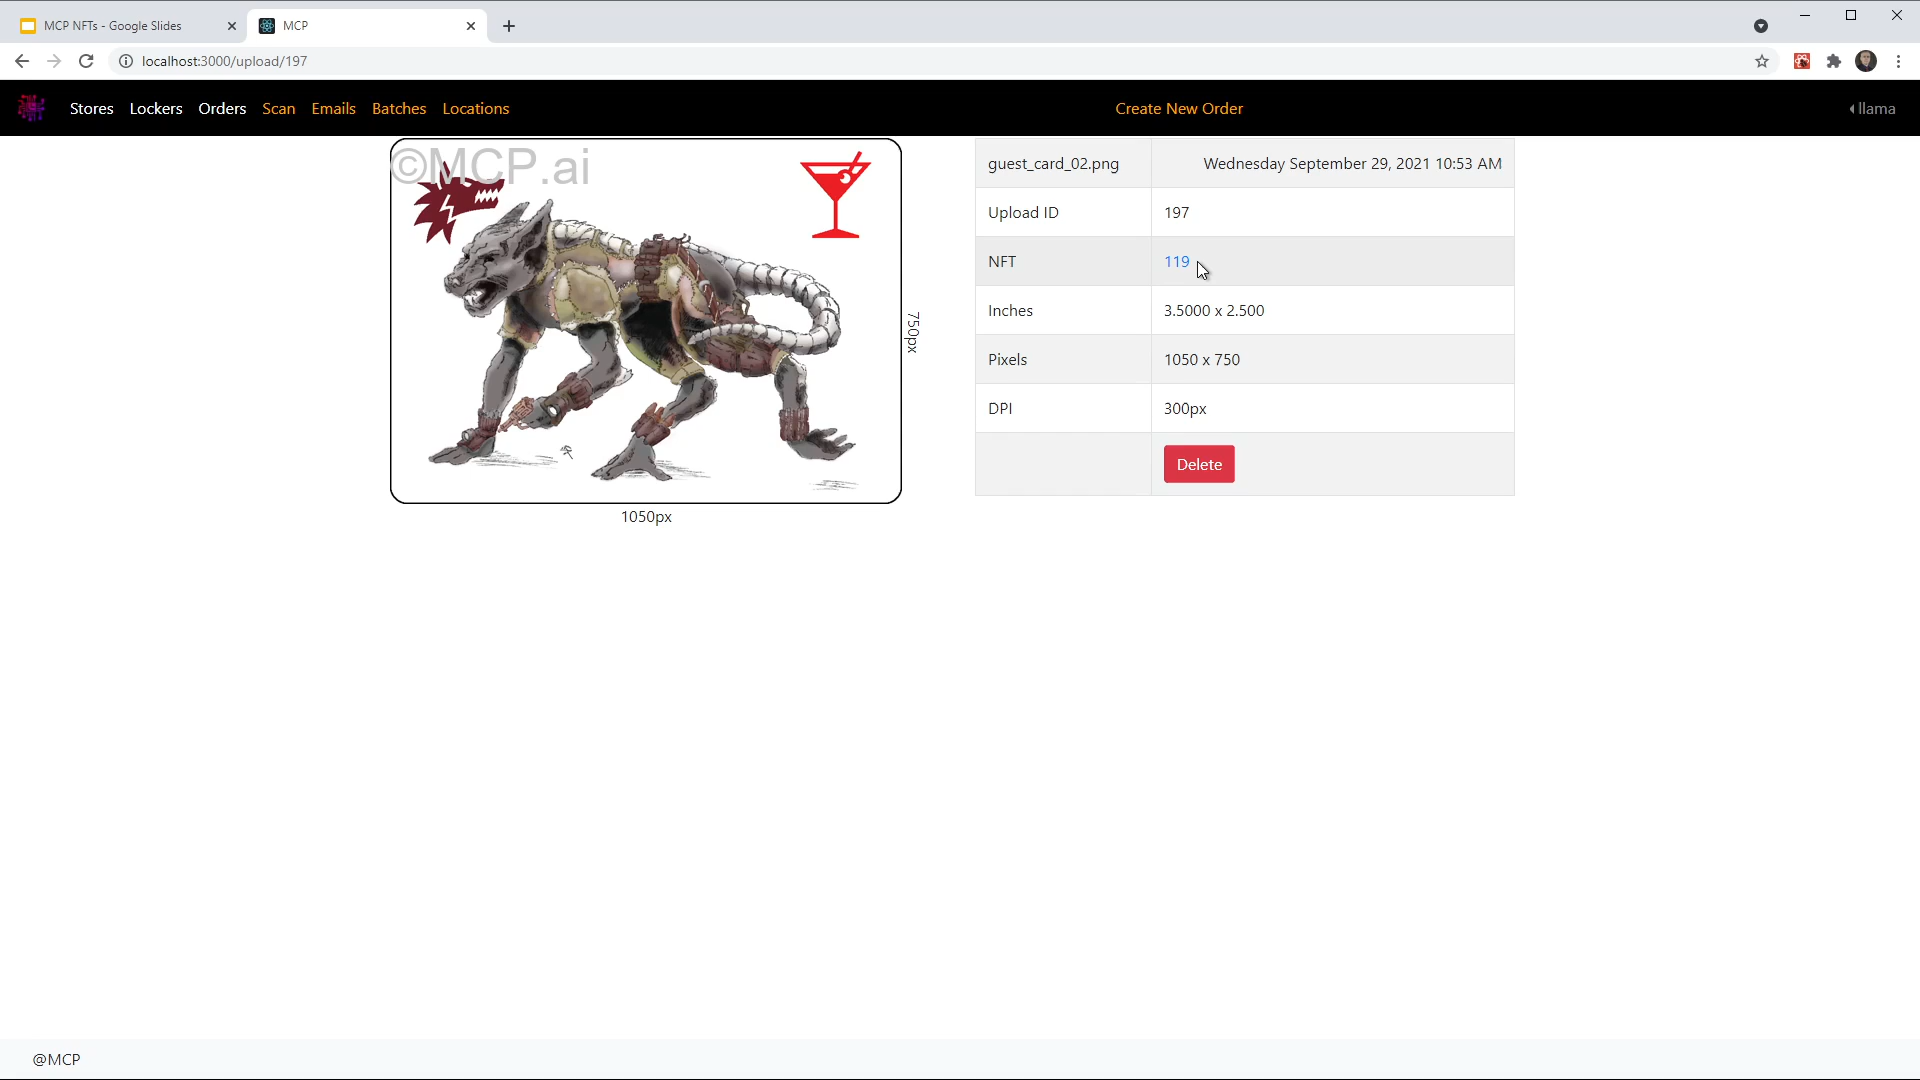 MCP NFTs - Google Slides
MCP
localhost:3000/upload/197
Stores Lockers Orders Scan Emails Batches Locations
Create New Order
llama
©MCP.ai
750px
1050px
guest_card_02.png Wednesday September 29, 2021 10:53 AM
Upload ID 197
NFT 119
Inches 3.5000 x 2.500
Pixels 1050 x 750
DPI 300px
Delete
@MCP